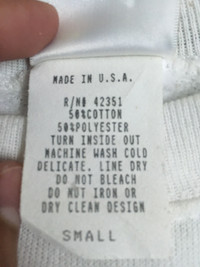 MADE IN U.S.A.
R/N# 42351
50%COTTON
50%POLYESTER
TURN INSIDE OUT
MACHINE WASH COLD
DELICATE. LINE DRY
DO NOT BLEACH
DO NOT IRON OR
DRY CLEAN DESIGN
SMALL